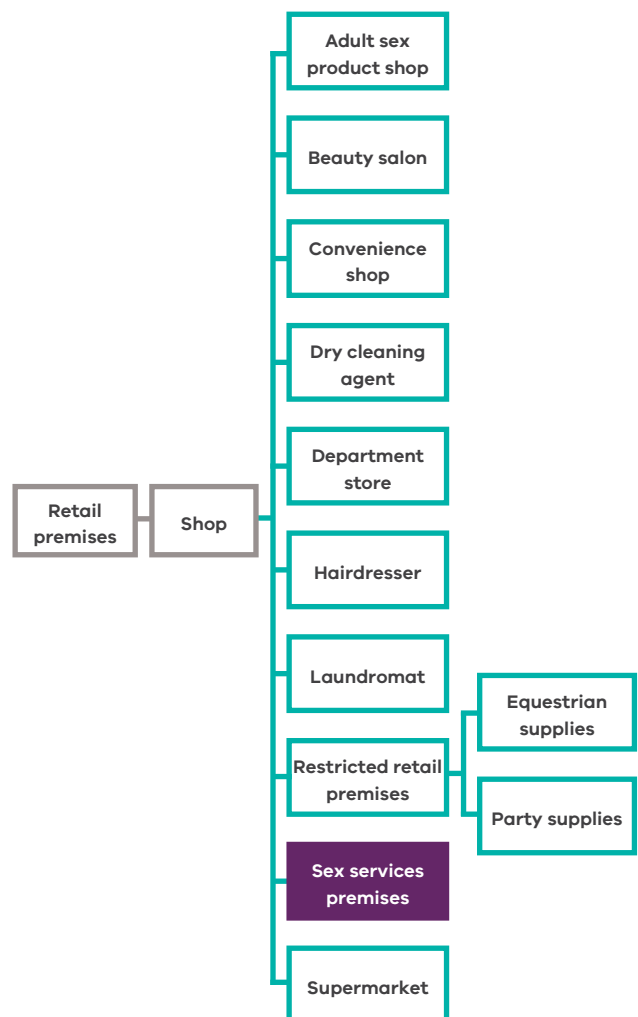 Adult sex
product shop
Beauty salon
Convenience
shop
Dry cleaning
agent
Department
store
Retail
premises
Shop
Hairdresser
Laundromat
Equestrian
supplies
Restricted retail
premises
Party supplies
Sex services
premises
Supermarket